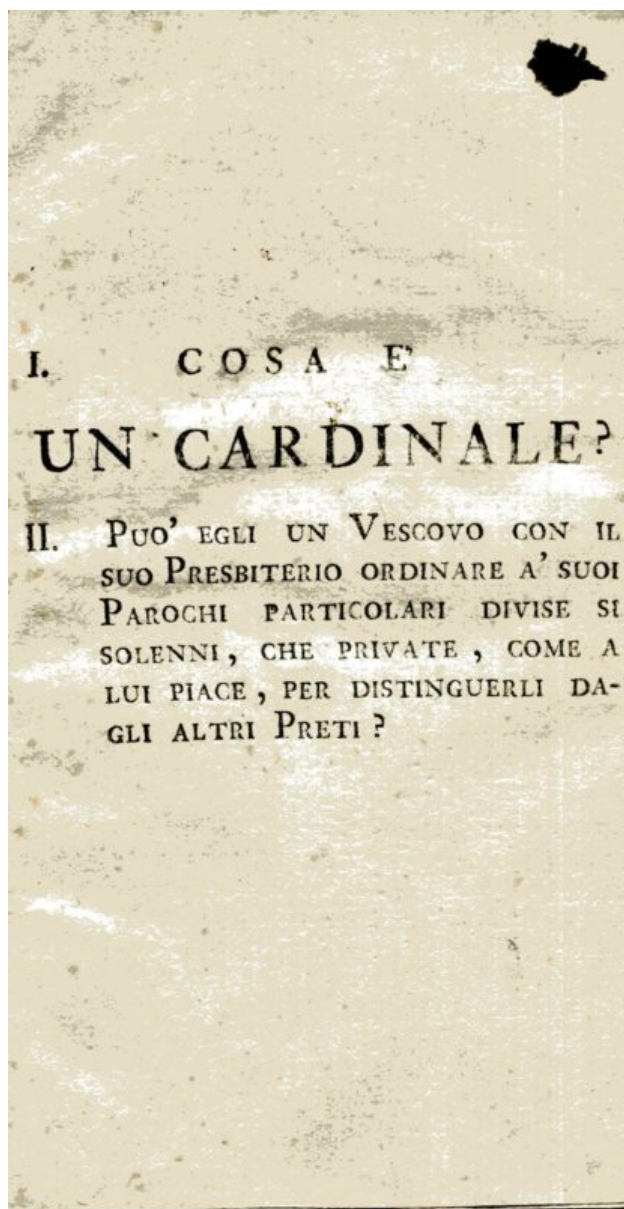 I. COSA E'
UN CARDINALE?
II. PUO' EGLI UN VESCOVO CON IL
SUO PRESBITERIO ORDINARE A' SUOI
PAROCHI PARTICOLARI DIVISE SI
SOLENNI, CHE PRIVATE, COME A
LUI PIACE, PER DISTINGUERLI DA-
GLI ALTRI PRETI?